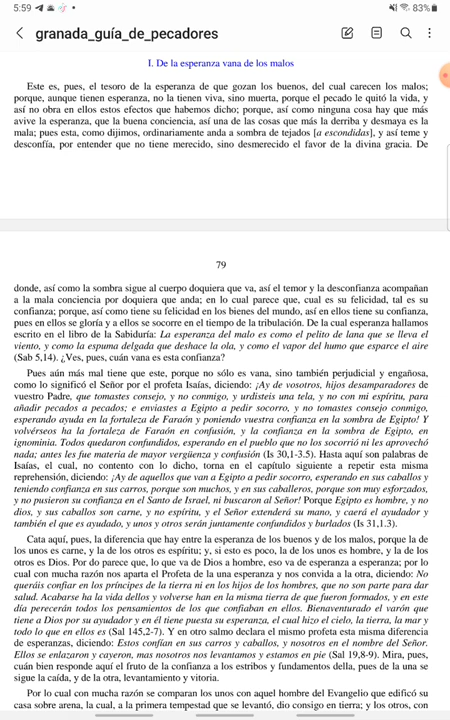 5:59
83%
granada_guía_de_pecadores
I. De la esperanza vana de los malos
Este es, pues, el tesoro de la esperanza de que gozan los buenos, del cual carecen los malos;
porque, aunque tienen esperanza, no la tienen viva, sino muerta, porque el pecado le quitó la vida, y
así no obra en ellos estos efectos que habemos dicho; porque, así como ninguna cosa hay que más
avive la esperanza, que la buena conciencia, así una de las cosas que más la derriba y desmaya es la
mala; pues esta, como dijimos, ordinariamente anda a sombra de tejados [a escondidas], y así teme y
desconfía, por entender que no tiene merecido, sino desmerecido el favor de la divina gracia. De
79
donde, así como la sombra sigue al cuerpo doquiera que va, así el temor y la desconfianza acompañan
a la mala conciencia por doquiera que anda; en lo cual parece que, cual es su felicidad, tal es su
confianza; porque, así como tiene su felicidad en los bienes del mundo, así en ellos tiene su confianza,
pues en ellos se gloría y a ellos se socorre en el tiempo de la tribulación. De la cual esperanza hallamos
escrito en el libro de la Sabiduría: La esperanza del malo es como el pelito de lana que se lleva el
viento, y como la espuma delgada que deshace la ola, y como el vapor del humo que esparce el aire
(Sab 5,14). ¿Ves, pues, cuán vana es esta confianza?
Pues aún más mal tiene que este, porque no sólo es vana, sino también perjudicial y engañosa,
como lo significó el Señor por el profeta Isaías, diciendo: ¡Ay de vosotros, hijos desamparadores de
vuestro Padre, que tomastes consejo, y no conmigo, y urdisteis una tela, y no con mi espíritu, para
añadir pecados a pecados; e enviastes a Egipto a pedir socorro, y no tomastes consejo conmigo,
esperando ayuda en la fortaleza de Faraón y poniendo vuestra confianza en la sombra de Egipto! Y
volvérseos ha la fortaleza de Faraón en confusión, y la confianza en la sombra de Egipto, en
ignominia. Todos quedaron confundidos, esperando en el pueblo que no los socorrió ni les aprovechó
nada; antes les fue materia de mayor vergüenza y confusión (Is 30,1-3.5). Hasta aquí son palabras de
Isaías, el cual, no contento con lo dicho, torna en el capítulo siguiente a repetir esta misma
reprehensión, diciendo: ¡Ay de aquellos que van a Egipto a pedir socorro, esperando en sus caballos y
teniendo confianza en sus carros, porque son muchos, y en sus caballeros, porque son muy esforzados,
y no pusieron su confianza en el Santo de Israel, ni buscaron al Señor! Porque Egipto es hombre, y no
dios, y sus caballos son carne, y no espíritu, y el Señor extenderá su mano, y caerá el ayudador y
también el que es ayudado, y unos y otros serán juntamente confundidos y burlados (Is 31,1.3).
Cata aquí, pues, la diferencia que hay entre la esperanza de los buenos y de los malos, porque la de
los unos es carne, y la de los otros es espíritu; y, si esto es poco, la de los unos es hombre, y la de los
otros es Dios. Por do parece que, lo que va de Dios a hombre, eso va de esperanza a esperanza; por lo
cual con mucha razón nos aparta el Profeta de la una esperanza y nos convida a la otra, diciendo: No
queráis confiar en los príncipes de la tierra ni en los hijos de los hombres, que no son parte para dar
salud. Acabarse ha la vida dellos y volverse han en la misma tierra de que fueron formados, y en este
día perecerán todos los pensamientos de los que confiaban en ellos. Bienaventurado el varón que
tiene a Dios por su ayudador y en él tiene puesta su esperanza, el cual hizo el cielo, la tierra, la mar y
todo lo que en ellos es (Sal 145,2-7). Y en otro salmo declara el mismo profeta esta misma diferencia
de esperanzas, diciendo: Estos confían en sus carros y caballos, y nosotros en el nombre del Señor.
Ellos se enlazaron y cayeron, mas nosotros nos levantamos y estamos en pie (Sal 19,8-9). Mira, pues,
cuán bien responde aquí el fruto de la confianza a los estribos y fundamentos della, pues de la una se
sigue la caída, y de la otra, levantamiento y vitoria.
Por lo cual con mucha razón se comparan los unos con aquel hombre del Evangelio que edificó su
casa sobre arena, la cual, a la primera tempestad que se levantó, dio consigo en tierra; y los otros, con